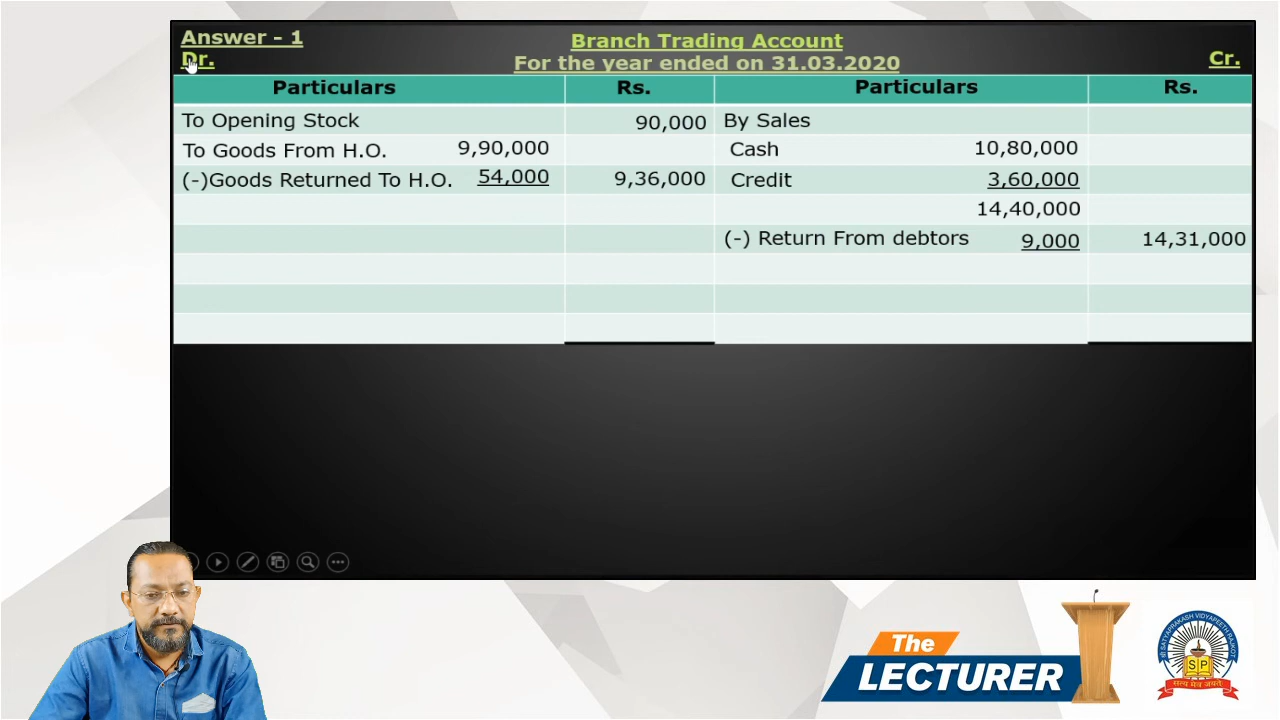 Answer - 1
Branch Trading Account
Dr.
For the year ended on 31.03.2020
Cr.
Particulars Rs. Particulars Rs.
To Opening Stock 90,000 By Sales
To Goods From H.O. 9,90,000 Cash 10,80,000
(-)Goods Returned To H.O. 54,000 9,36,000 Credit 3,60,000
14,40,000
(-) Return From debtors 9,000 14,31,000
The
LECTURER
SP
सत्य मेव जयते